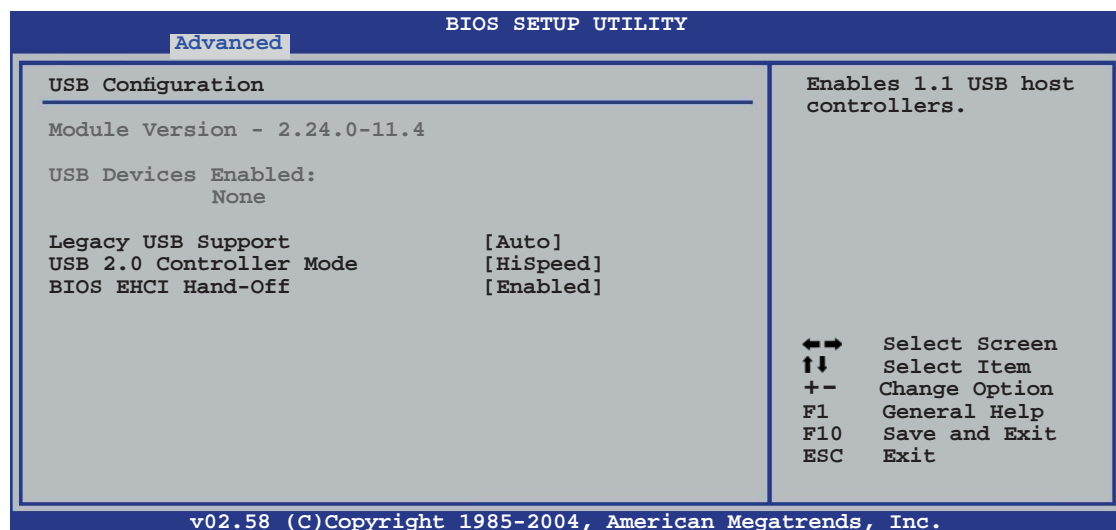 BIOS SETUP UTILITY
Advanced
USB Configuration
Module Version - 2.24.0-11.4
USB Devices Enabled:
None
Legacy USB Support [Auto]
USB 2.0 Controller Mode [HiSpeed]
BIOS EHCI Hand-Off [Enabled]
Enables 1.1 USB host
controllers.
←→ Select Screen
↑↓ Select Item
+- Change Option
F1 General Help
F10 Save and Exit
ESC Exit
v02.58 (C)Copyright 1985-2004, American Megatrends, Inc.